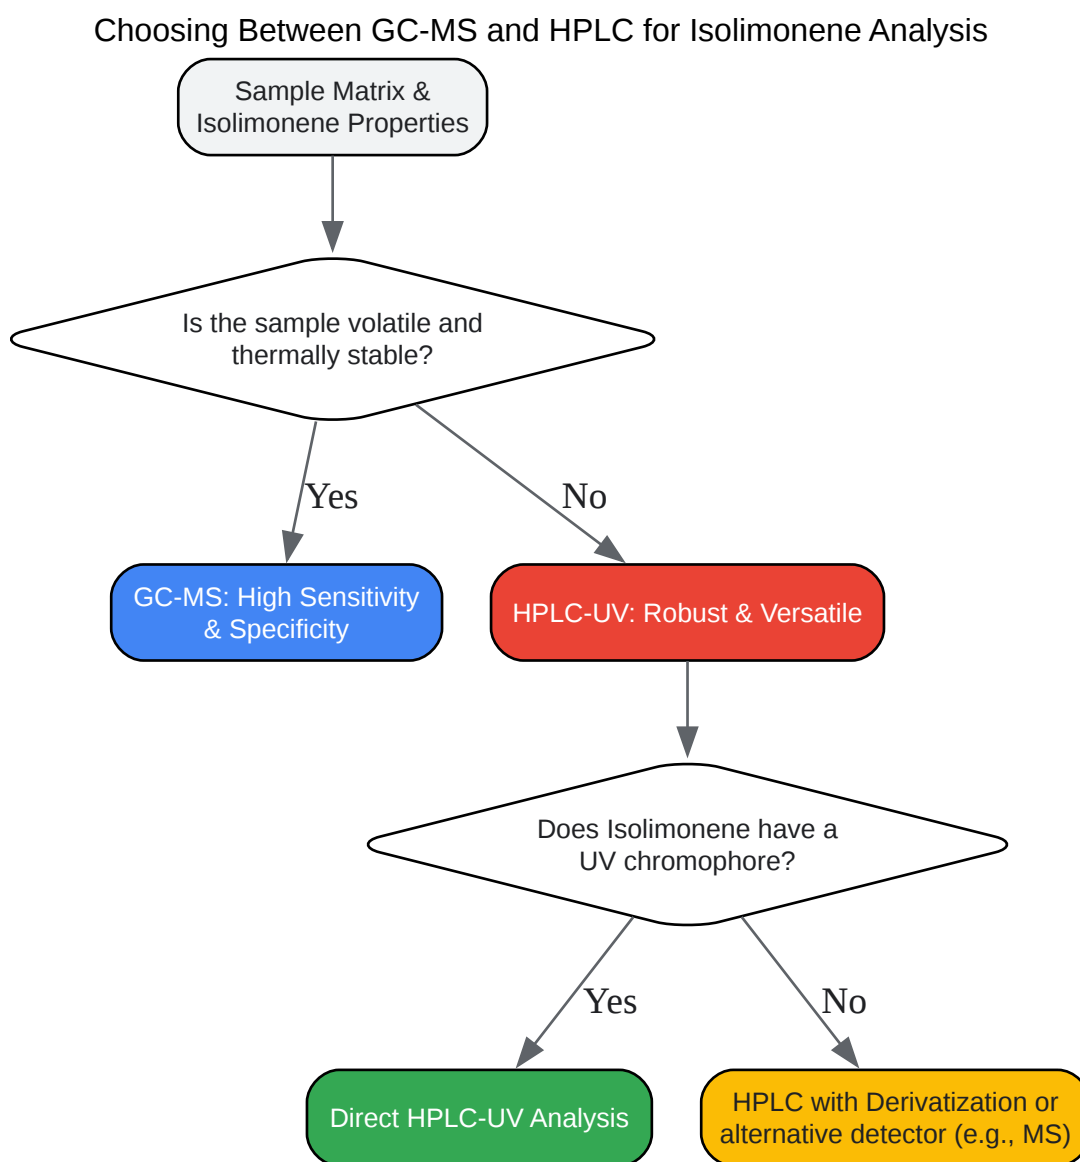 Choosing Between GC-MS and HPLC for Isolimonene Analysis
Sample Matrix &
Isolimonene Properties
Is the sample volatile and
thermally stable?
Yes
No
GC-MS: High Sensitivity
& Specificity
HPLC-UV: Robust & Versatile
Does Isolimonene have a
UV chromophore?
Yes
No
Direct HPLC-UV Analysis
HPLC with Derivatization or
alternative detector (e.g., MS)